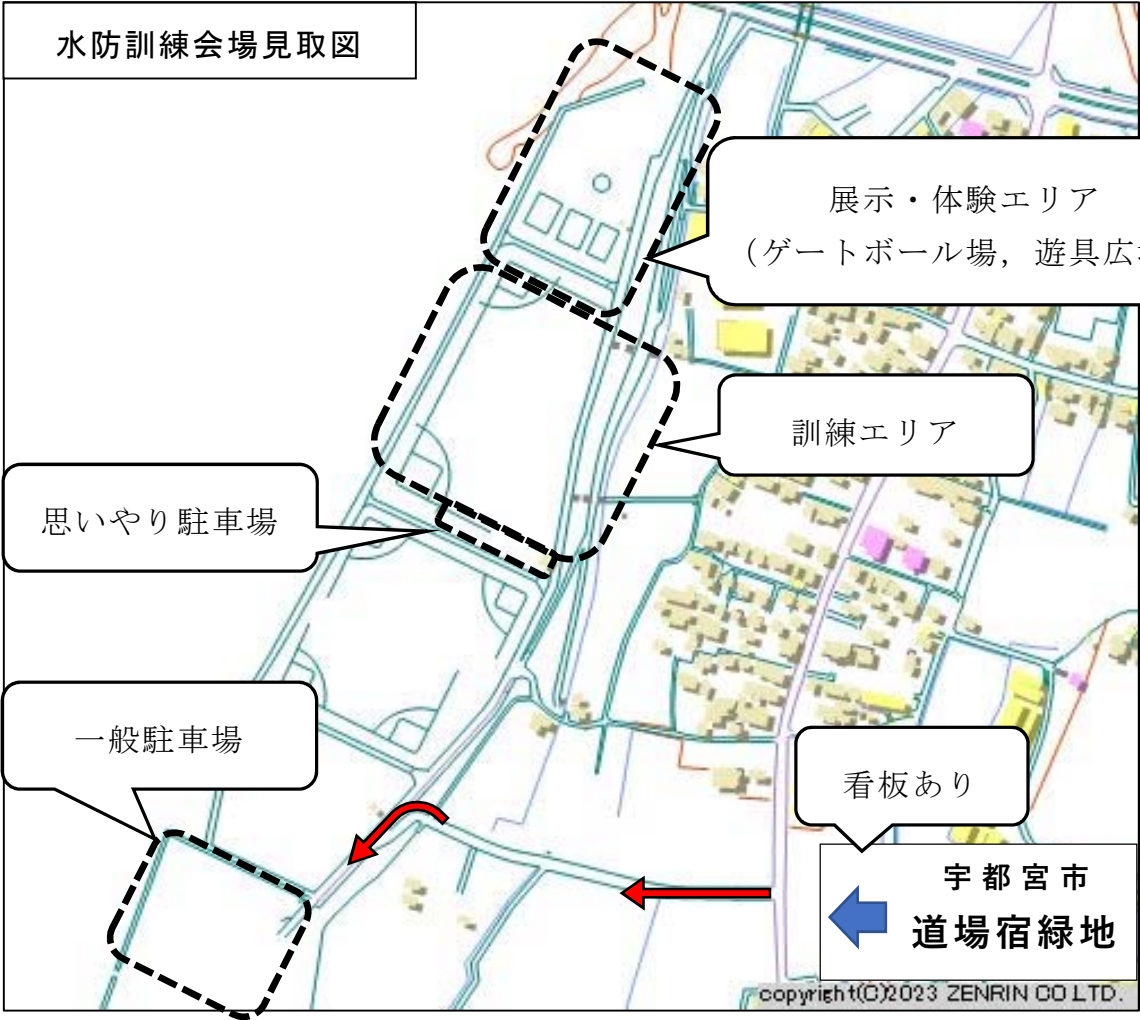 水防訓練会場見取図
展示・体験エリア
（ゲートボール場，遊具広
訓練エリア
思いやり駐車場
一般駐車場
看板あり
宇都宮市
道場宿緑地
copyright(C)2023 ZENRIN CO LTD.